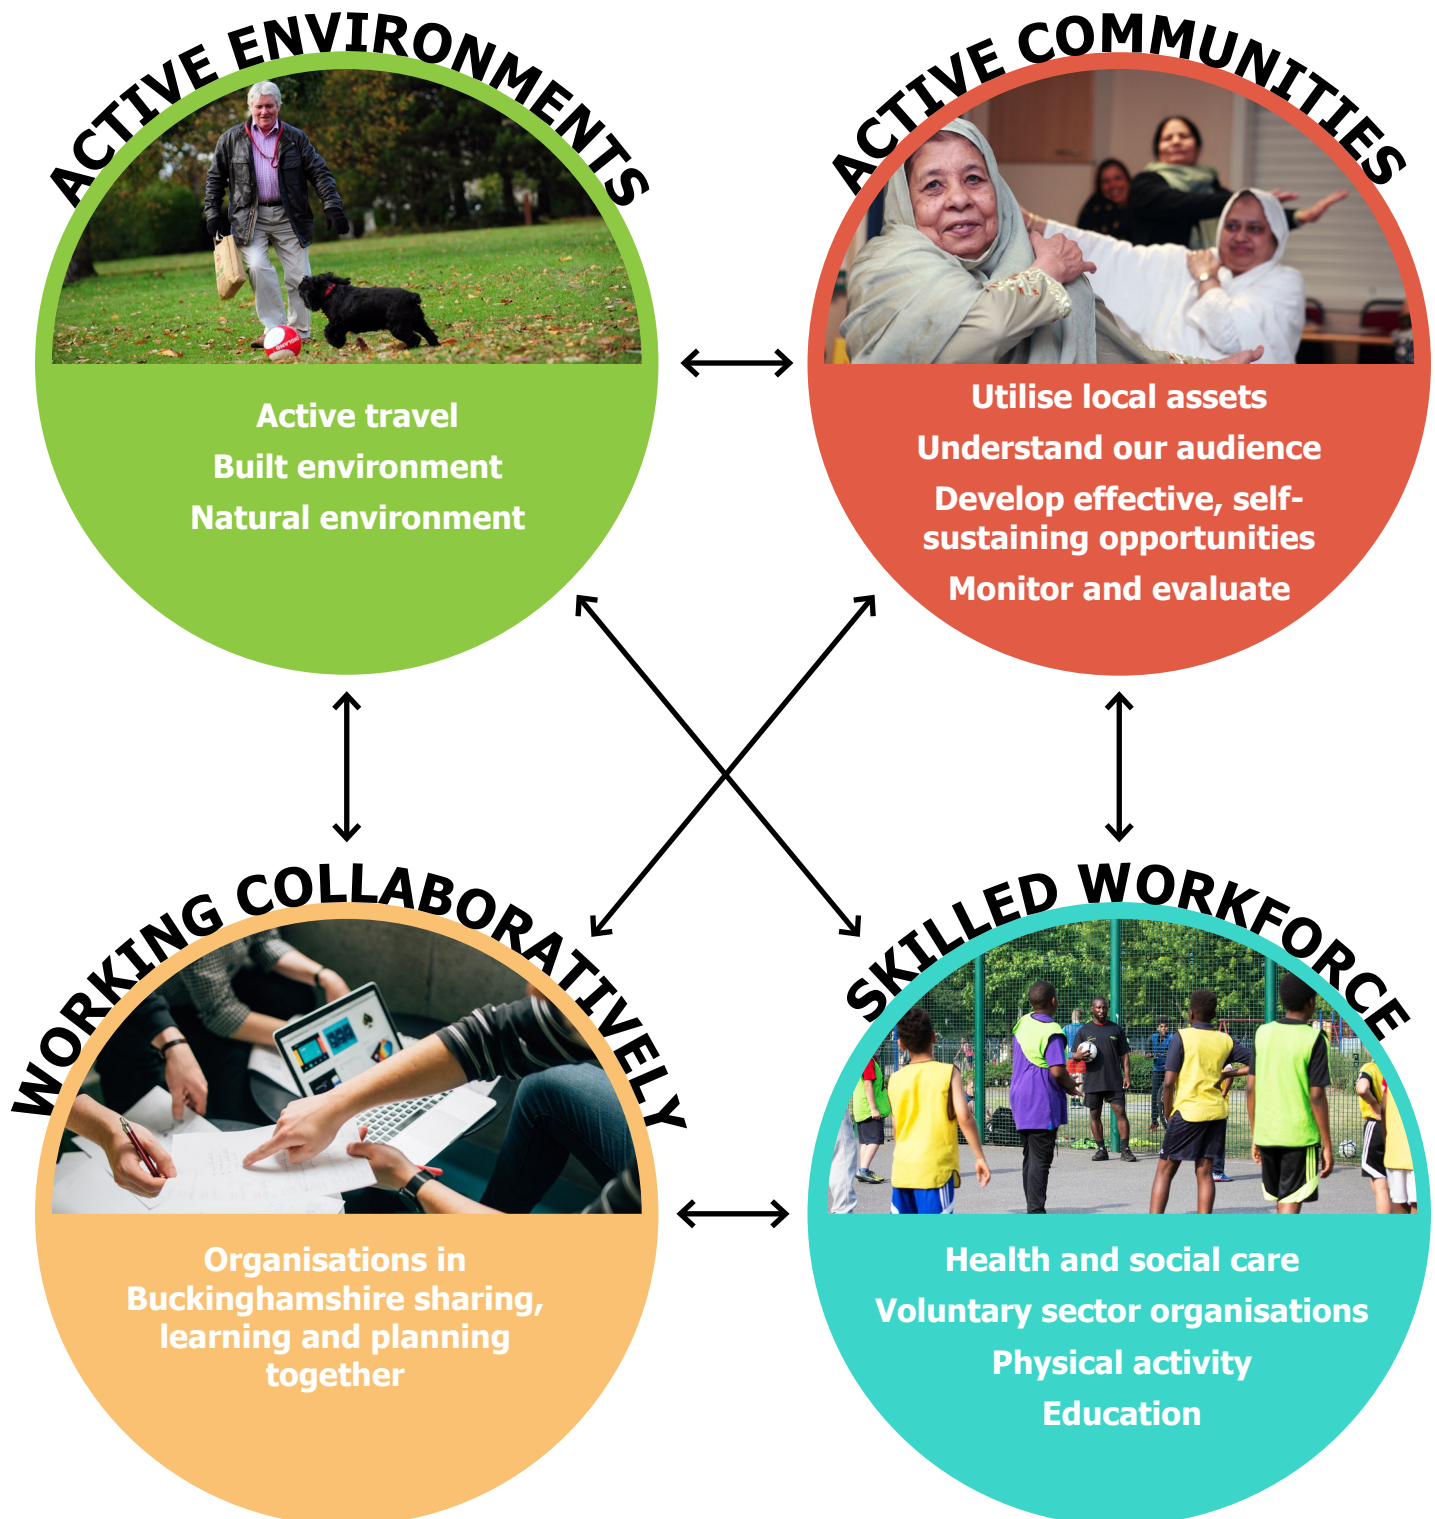 ACTIVE ENVIRONMENTS
Active travel
Built environment
Natural environment
ACTIVE COMMUNITIES
Utilise local assets
Understand our audience
Develop effective, self-
sustaining opportunities
Monitor and evaluate
WORKING COLLABORATIVELY
Organisations in
Buckinghamshire sharing,
learning and planning
together
SKILLED WORKFORCE
Health and social care
Voluntary sector organisations
Physical activity
Education